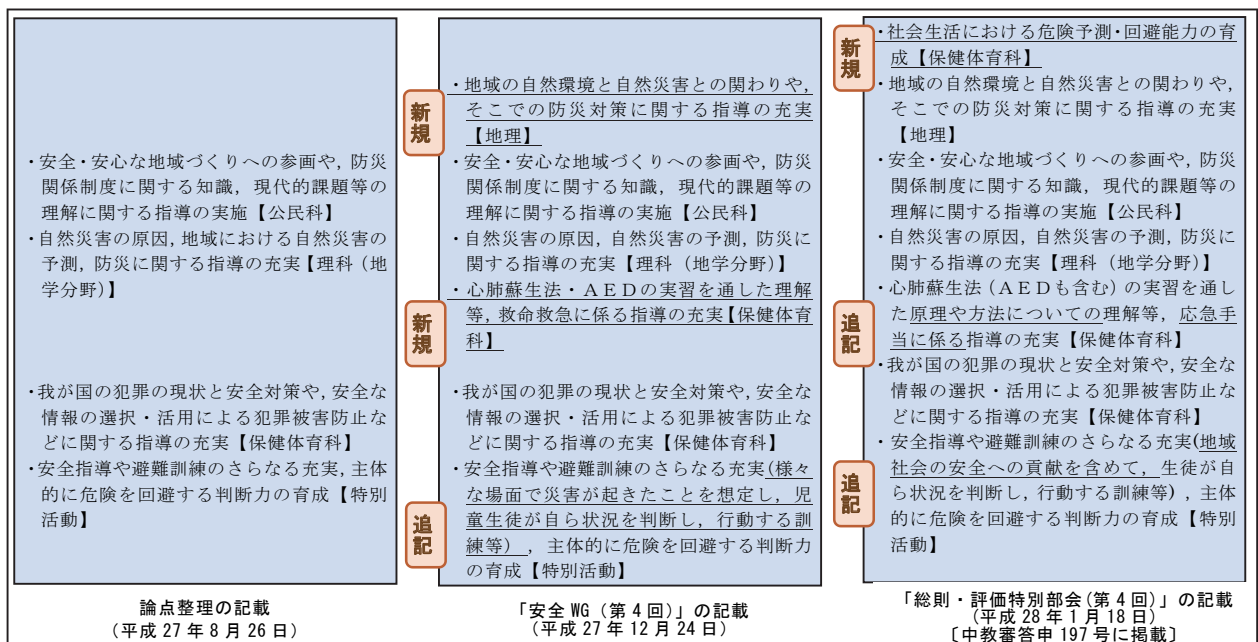 ・安全・安心な地域づくりへの参画や，防災
関係制度に関する知識，現代的課題等の
理解に関する指導の実施【公民科】
・自然災害の原因，地域における自然災害の
予測，防災に関する指導の充実【理科（地
学分野）】
・我が国の犯罪の現状と安全対策や，安全な
情報の選択・活用による犯罪被害防止な
どに関する指導の充実【保健体育科】
・安全指導や避難訓練のさらなる充実，主体
的に危険を回避する判断力の育成【特別
活動】
論点整理の記載
（平成27年8月26日）
新規
・地域の自然環境と自然災害との関わりや，
そこでの防災対策に関する指導の充実
【地理】
・安全・安心な地域づくりへの参画や，防災
関係制度に関する知識，現代的課題等の
理解に関する指導の実施【公民科】
・自然災害の原因，自然災害の予測，防災に
関する指導の充実【理科（地学分野）】
新規
・心肺蘇生法・ＡＥＤの実習を通した理解
等，救命救急に係る指導の充実【保健体育
科】
・我が国の犯罪の現状と安全対策や，安全な
情報の選択・活用による犯罪被害防止な
どに関する指導の充実【保健体育科】
追記
・安全指導や避難訓練のさらなる充実(様々
な場面で災害が起きたことを想定し，児
童生徒が自ら状況を判断し，行動する訓
練等），主体的に危険を回避する判断力
の育成【特別活動】
「安全WG（第4回）」の記載
（平成27年12月24日）
新規
・社会生活における危険予測・回避能力の育
成【保健体育科】
・地域の自然環境と自然災害との関わりや，
そこでの防災対策に関する指導の充実
【地理】
・安全・安心な地域づくりへの参画や，防災
関係制度に関する知識，現代的課題等の
理解に関する指導の実施【公民科】
・自然災害の原因，自然災害の予測，防災に
関する指導の充実【理科（地学分野）】
追記
・心肺蘇生法（ＡＥＤも含む）の実習を通し
た原理や方法についての理解等，応急手
当に係る指導の充実【保健体育科】
・我が国の犯罪の現状と安全対策や，安全な
情報の選択・活用による犯罪被害防止な
どに関する指導の充実【保健体育科】
追記
・安全指導や避難訓練のさらなる充実(地域
社会の安全への貢献を含めて，生徒が自
ら状況を判断し，行動する訓練等），主体
的に危険を回避する判断力の育成【特別
活動】
「総則・評価特別部会(第4回)」の記載
（平成28年1月18日）
〔中教審答申197号に掲載〕